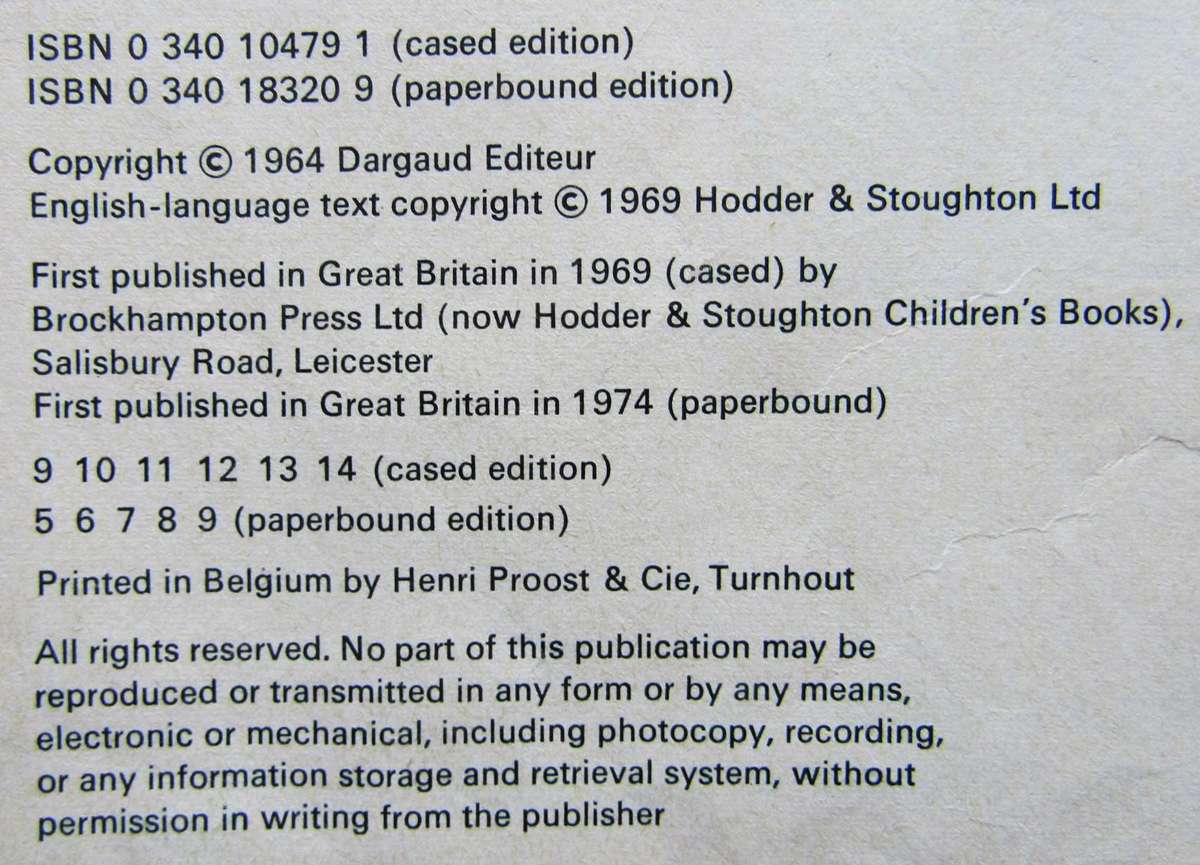 ISBN 0 340 10479 1 (cased edition)
ISBN 0 340 18320 9 (paperbound edition)
Copyright © 1964 Dargaud Editeur
English-language text copyright © 1969 Hodder & Stoughton Ltd
First published in Great Britain in 1969 (cased) by
Brockhampton Press Ltd (now Hodder & Stoughton Children's Books),
Salisbury Road, Leicester
First published in Great Britain in 1974 (paperbound)
9 10 11 12 13 14 (cased edition)
5 6 7 8 9 (paperbound edition)
Printed in Belgium by Henri Proost & Cie, Turnhout
All rights reserved. No part of this publication may be
reproduced or transmitted in any form or by any means,
electronic or mechanical, including photocopy, recording,
or any information storage and retrieval system, without
permission in writing from the publisher